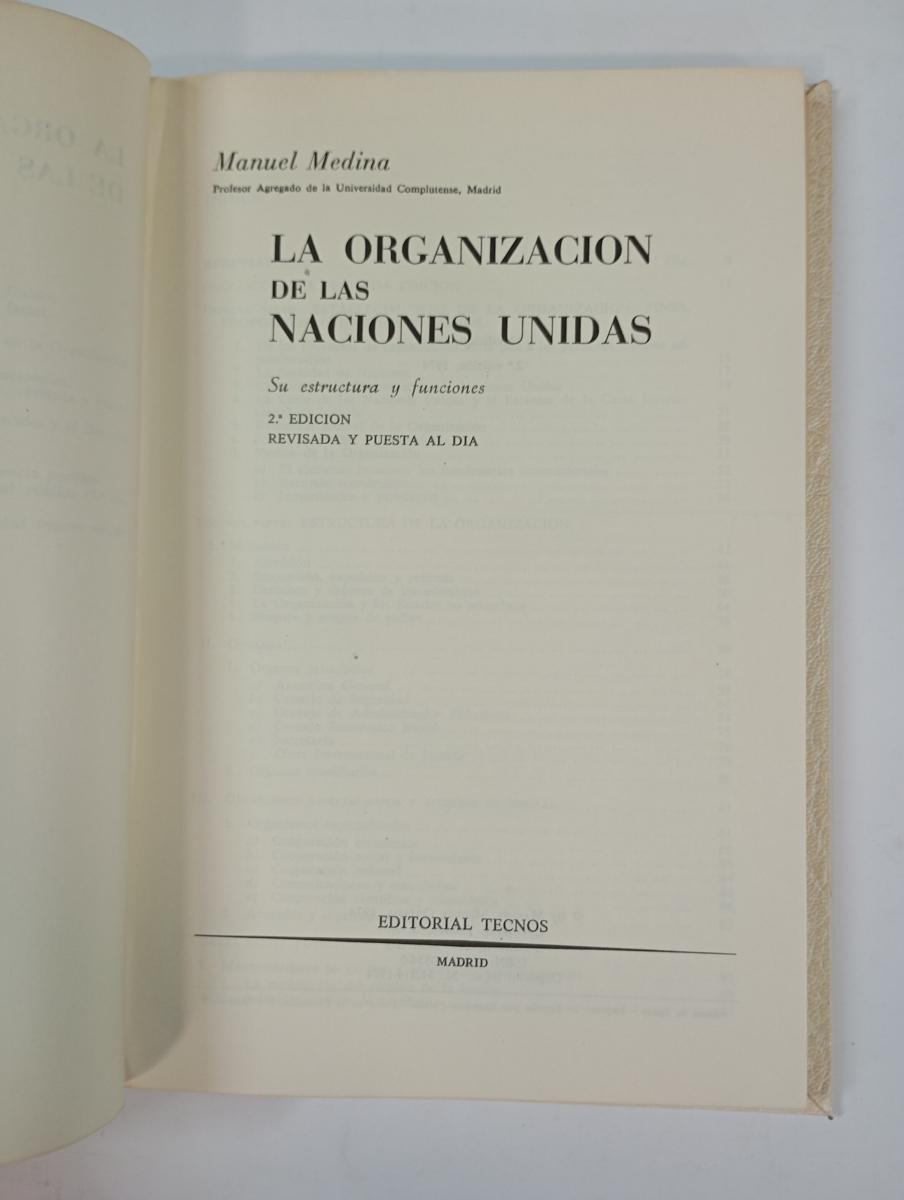 Manuel Medina
Profesor Agregado de la Universidad Complutense, Madrid
LA ORGANIZACION
DE LAS
NACIONES UNIDAS
Su estructura y funciones
2.ª EDICION
REVISADA Y PUESTA AL DIA
EDITORIAL TECNOS
MADRID